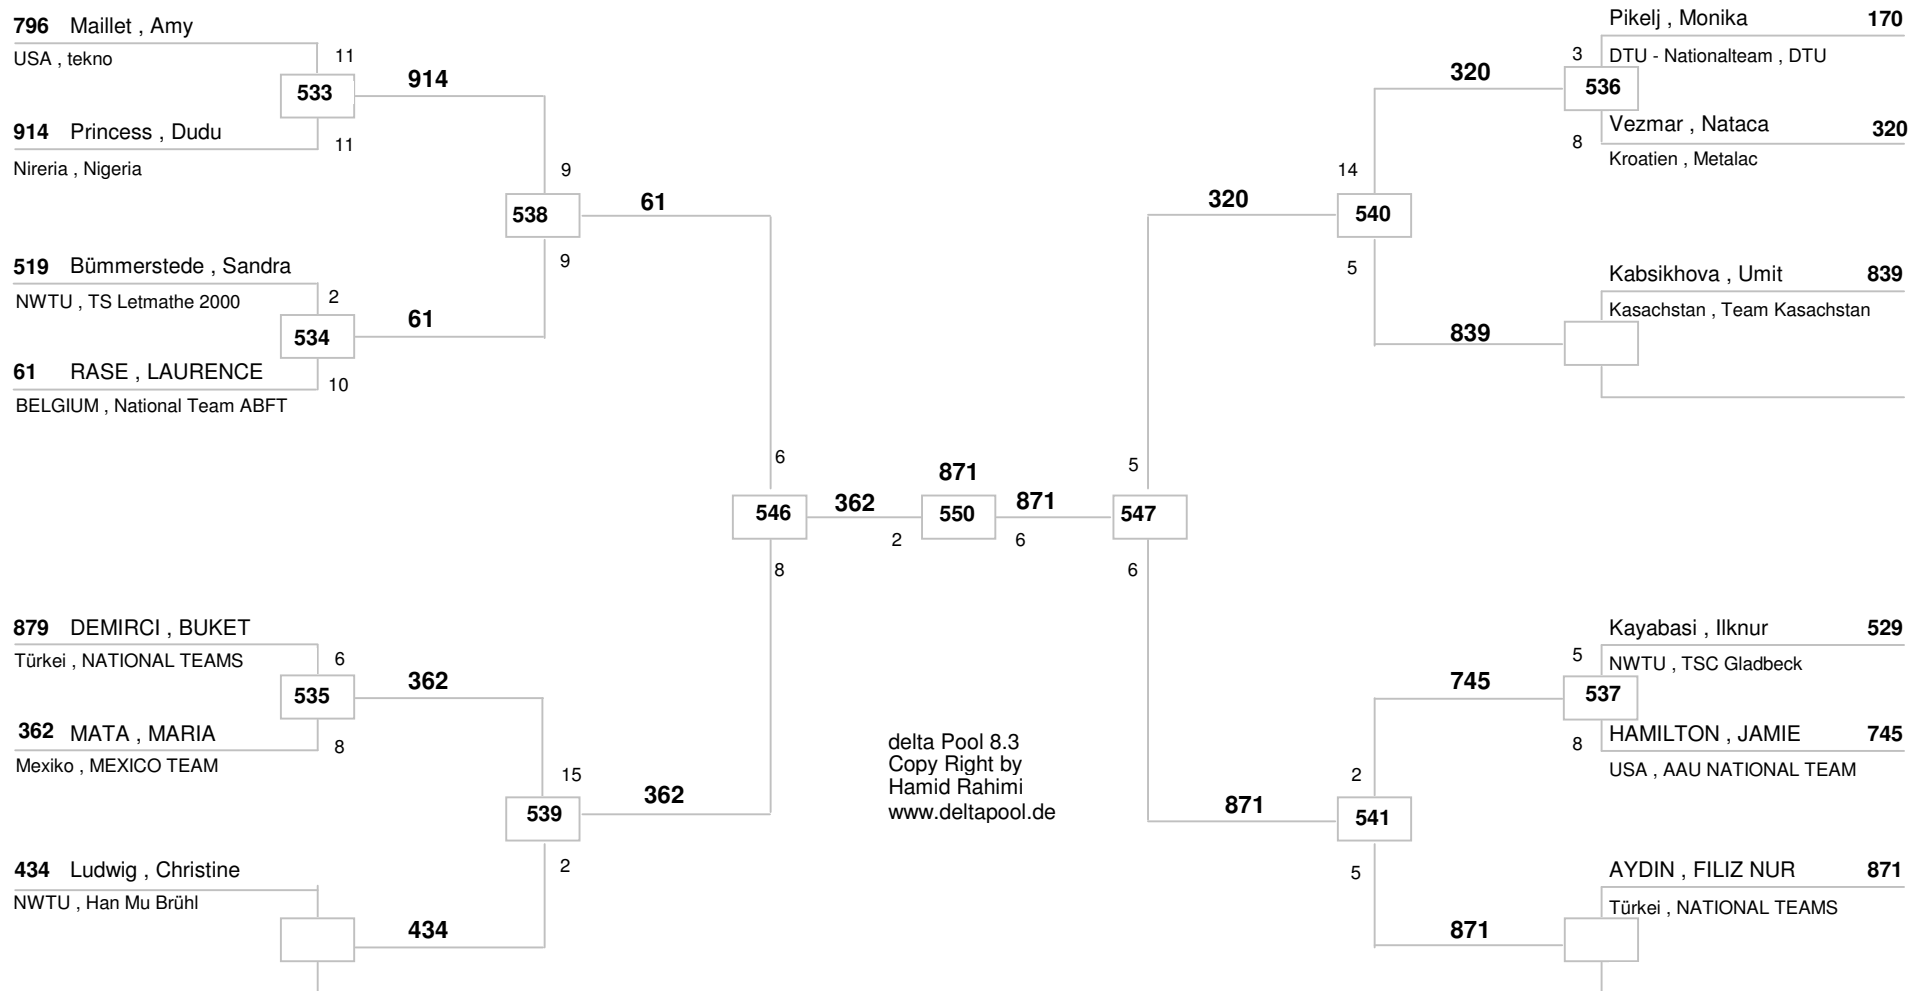 796 Maillet , Amy
USA , tekno
11
533
914
914 Princess , Dudu
11
Nireria , Nigeria
9
538
61
9
519 Bümmerstede , Sandra
NWTU , TS Letmathe 2000
2
534
61
61 RASE , LAURENCE
10
BELGIUM , National Team ABFT
6
546
362
8
879 DEMIRCI , BUKET
Türkei , NATIONAL TEAMS
6
535
362
362 MATA , MARIA
8
Mexiko , MEXICO TEAM
15
539
362
2
434 Ludwig , Christine
NWTU , Han Mu Brühl
434
871
550
2
6
871
delta Pool 8.3
Copy Right by
Hamid Rahimi
www.deltapool.de
Pikelj , Monika 170
3
DTU - Nationalteam , DTU
320
536
Vezmar , Nataca 320
8
Kroatien , Metalac
14
320
540
5
Kabsikhova , Umit 839
Kasachstan , Team Kasachstan
839
5
547
6
Kayabasi , Ilknur 529
5
NWTU , TSC Gladbeck
745
537
HAMILTON , JAMIE 745
8
USA , AAU NATIONAL TEAM
2
871
541
5
AYDIN , FILIZ NUR 871
Türkei , NATIONAL TEAMS
871